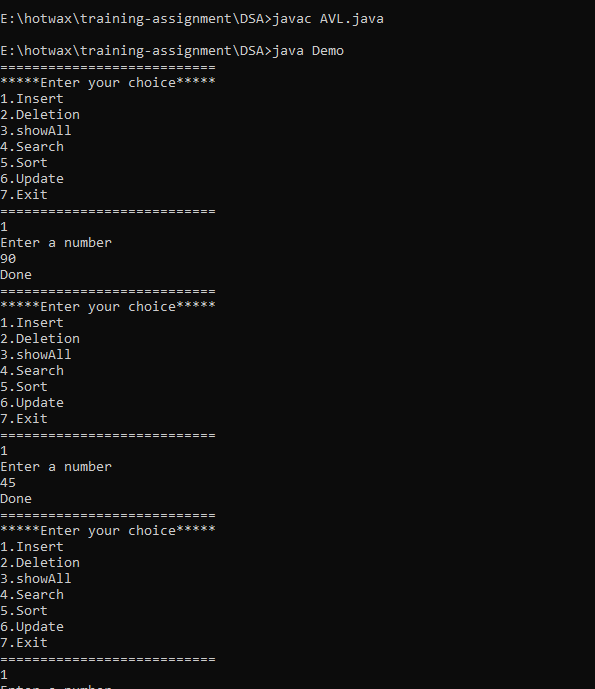 E:\hotwax\training-assignment\DSA>javac AVL.java
E:\hotwax\training-assignment\DSA>java Demo
===========================
*****Enter your choice*****
1.Insert
2.Deletion
3.showAll
4.Search
5.Sort
6.Update
7.Exit
===========================
1
Enter a number
90
Done
===========================
*****Enter your choice*****
1.Insert
2.Deletion
3.showAll
4.Search
5.Sort
6.Update
7.Exit
===========================
1
Enter a number
45
Done
===========================
*****Enter your choice*****
1.Insert
2.Deletion
3.showAll
4.Search
5.Sort
6.Update
7.Exit
===========================
1
Enter a number